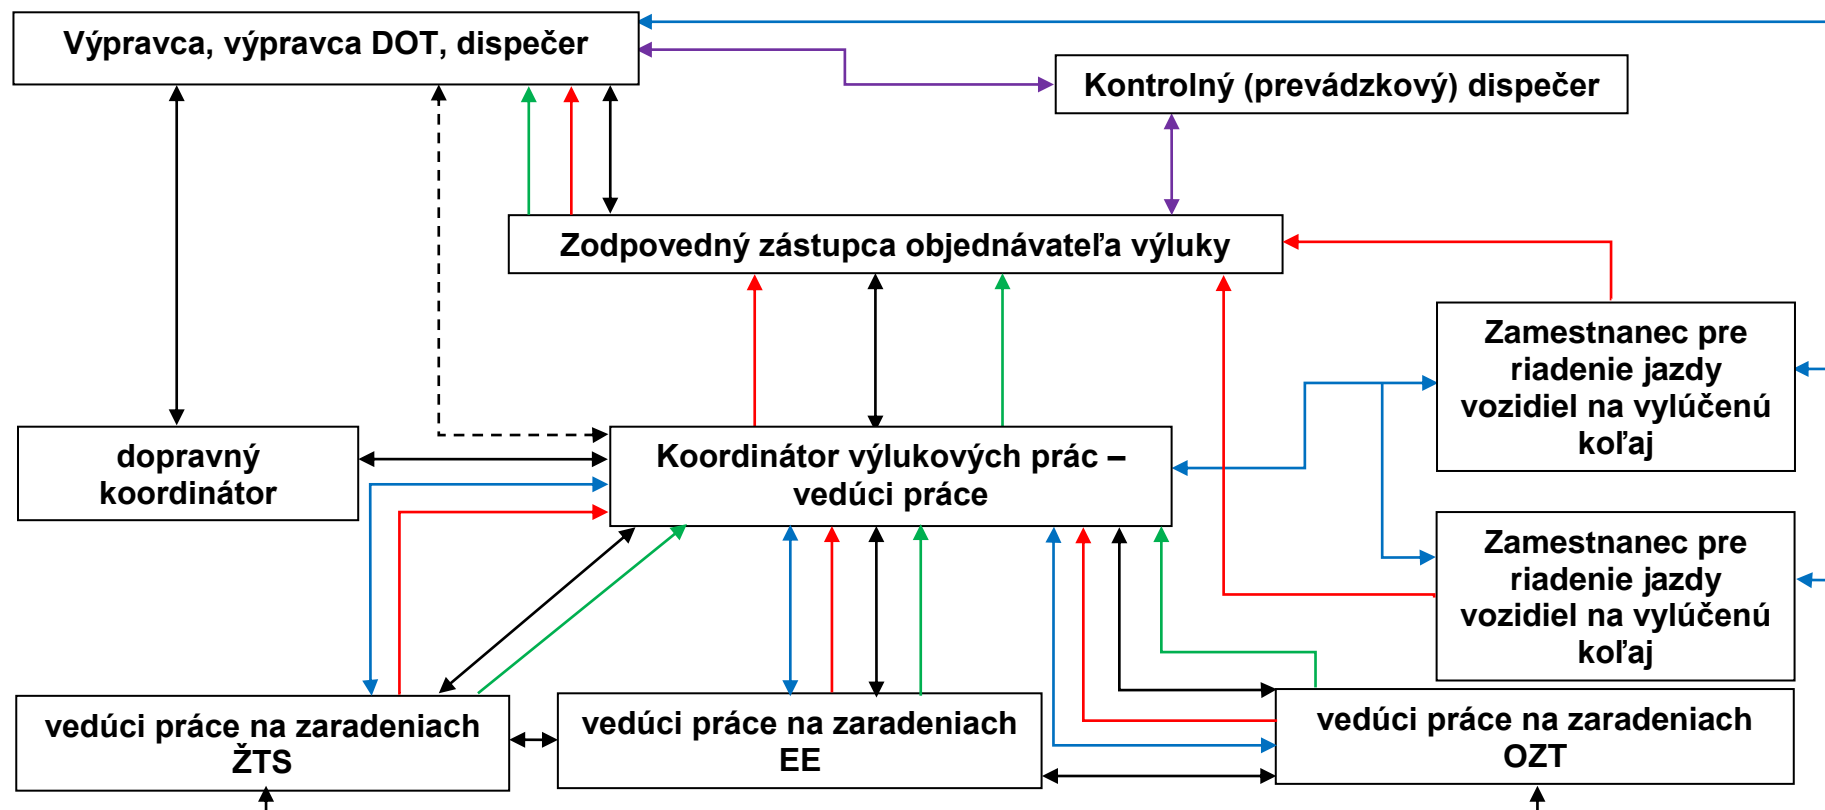 Výpravca, výpravca DOT, dispečer
Kontrolný (prevádzkový) dispečer
Zodpovedný zástupca objednávateľa výluky
Zamestnanec pre
riadenie jazdy
vozidiel na vylúčenú
koľaj
dopravný
koordinátor
Koordinátor výlukových prác –
vedúci práce
Zamestnanec pre
riadenie jazdy
vozidiel na vylúčenú
koľaj
vedúci práce na zaradeniach
ŽTS
vedúci práce na zaradeniach
EE
vedúci práce na zaradeniach
OZT